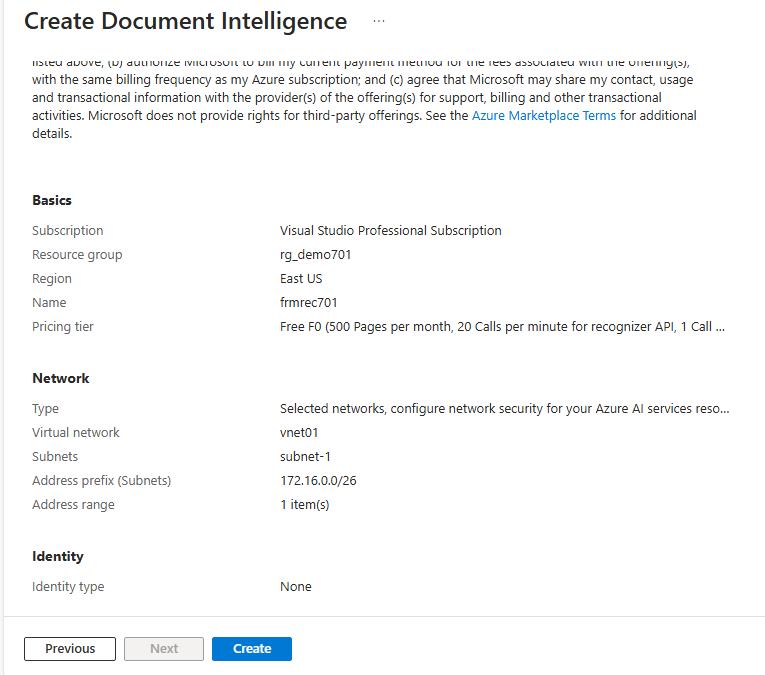 Create Document Intelligence ...
listed above; (b) authorize Microsoft to bill my current payment method for the fees associated with the offering(s),
with the same billing frequency as my Azure subscription; and (c) agree that Microsoft may share my contact, usage
and transactional information with the provider(s) of the offering(s) for support, billing and other transactional
activities. Microsoft does not provide rights for third-party offerings. See the Azure Marketplace Terms for additional
details.
Basics
Subscription Visual Studio Professional Subscription
Resource group rg_demo701
Region East US
Name frmrec701
Pricing tier Free F0 (500 Pages per month, 20 Calls per minute for recognizer API, 1 Call ...
Network
Type Selected networks, configure network security for your Azure AI services reso...
Virtual network vnet01
Subnets subnet-1
Address prefix (Subnets) 172.16.0.0/26
Address range 1 item(s)
Identity
Identity type None
Previous Next Create